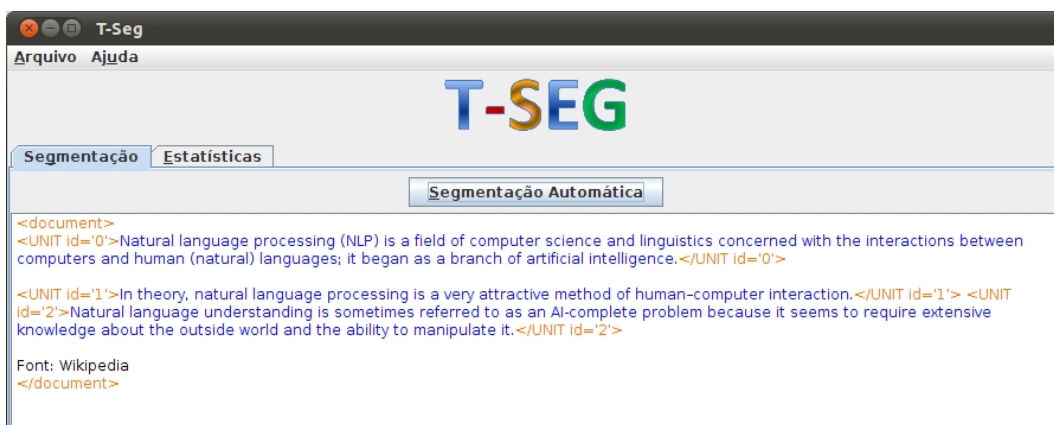 T-Seg
Arquivo Ajuda
T-SEG
Segmentação Estatísticas
Segmentação Automática
<document>
<UNIT id='0'>Natural language processing (NLP) is a field of computer science and linguistics concerned with the interactions between
computers and human (natural) languages; it began as a branch of artificial intelligence.</UNIT id='0'>
<UNIT id='1'>In theory, natural language processing is a very attractive method of human–computer interaction.</UNIT id='1'> <UNIT
id='2'>Natural language understanding is sometimes referred to as an AI-complete problem because it seems to require extensive
knowledge about the outside world and the ability to manipulate it.</UNIT id='2'>
Font: Wikipedia
</document>